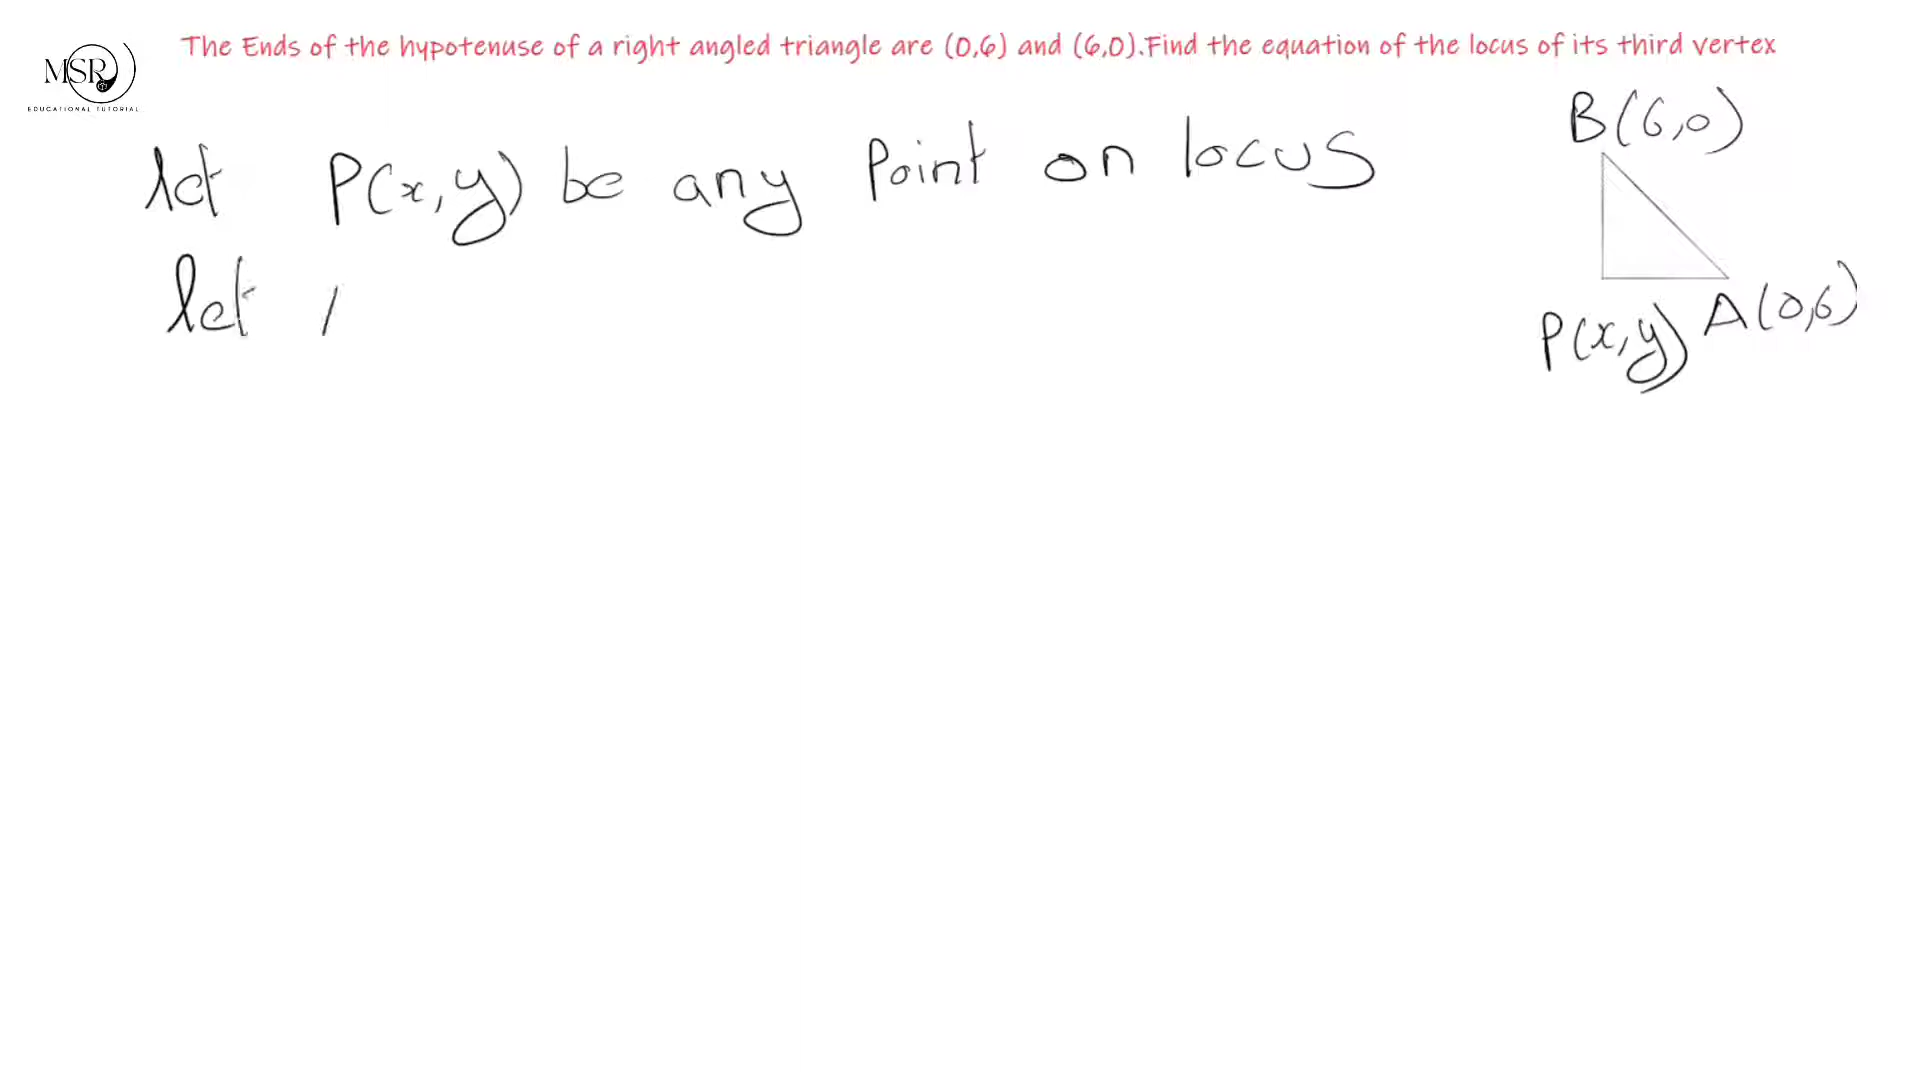 The Ends of the hypotenuse of a right angled triangle are (0,6) and (6,0).Find the equation of the locus of its third vertex
MSR
EDUCATIONAL TUTORIAL
let P(x,y) be any Point on locus
let
B(6,0)
A(0,6)
P(x,y)